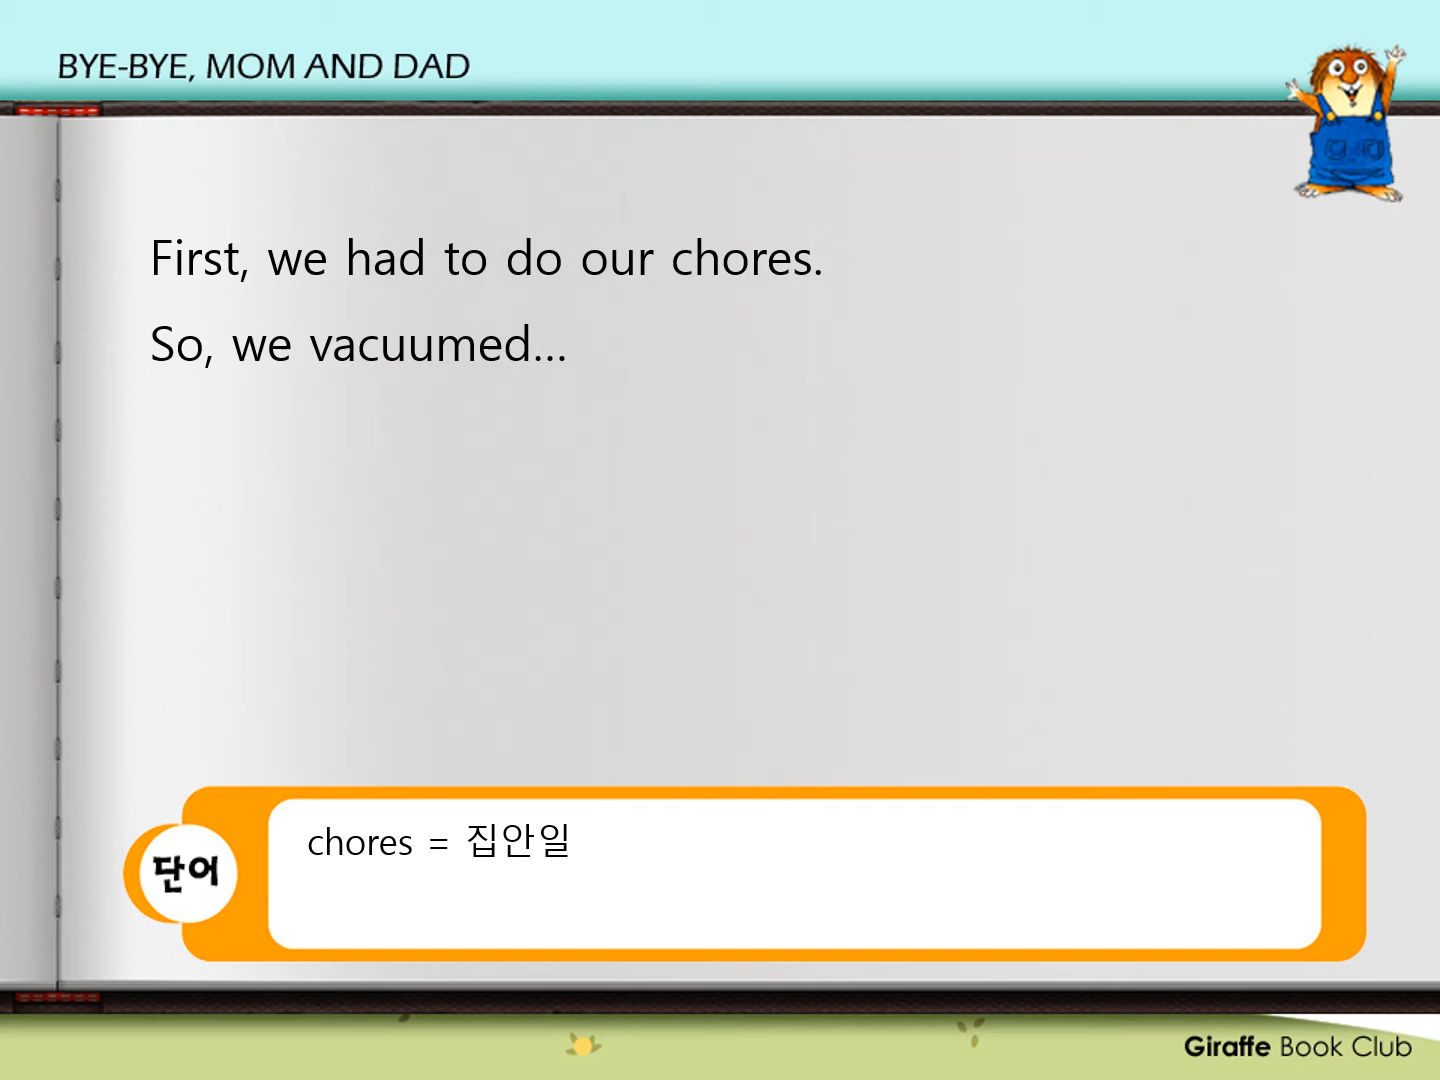 BYE-BYE, MOM AND DAD
First, we had to do our chores.
So, we vacuumed...
단어
chores = 집안일
Giraffe Book Club